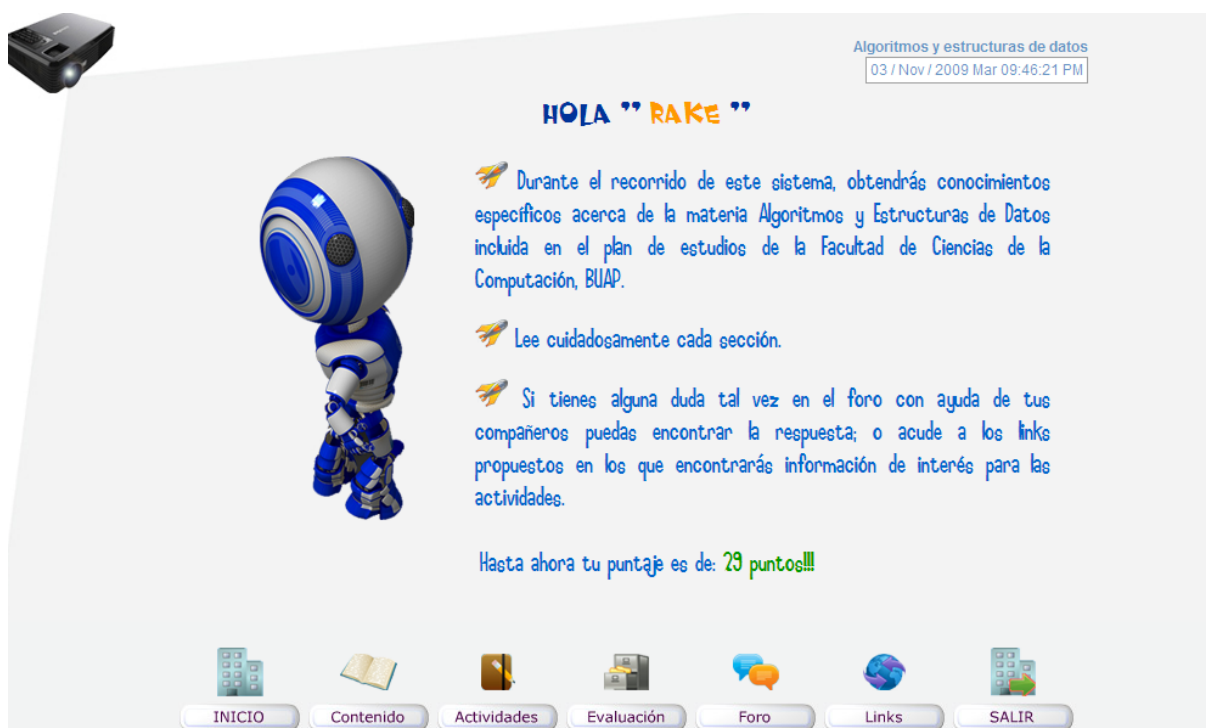 Algoritmos y estructuras de datos
03 / Nov / 2009 Mar 09:46:21 PM
HOLA " RAKE "
Durante el recorrido de este sistema, obtendrás conocimientos
específicos acerca de la materia Algoritmos y Estructuras de Datos
incluida en el plan de estudios de la Facultad de Ciencias de la
Computación, BUAP.
Lee cuidadosamente cada sección.
Si tienes alguna duda tal vez en el foro con ayuda de tus
compañeros puedas encontrar la respuesta; o acude a los links
propuestos en los que encontrarás información de interés para las
actividades.
Hasta ahora tu puntaje es de: 29 puntos!!!
INICIO Contenido Actividades Evaluación Foro Links SALIR